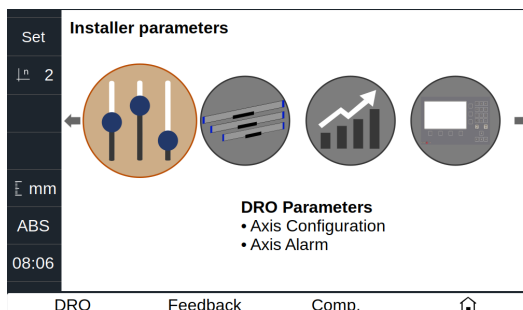 Set
Installer parameters
n 2
mm
ABS
08:06
DRO Parameters
• Axis Configuration
• Axis Alarm
DRO Feedback Comp.